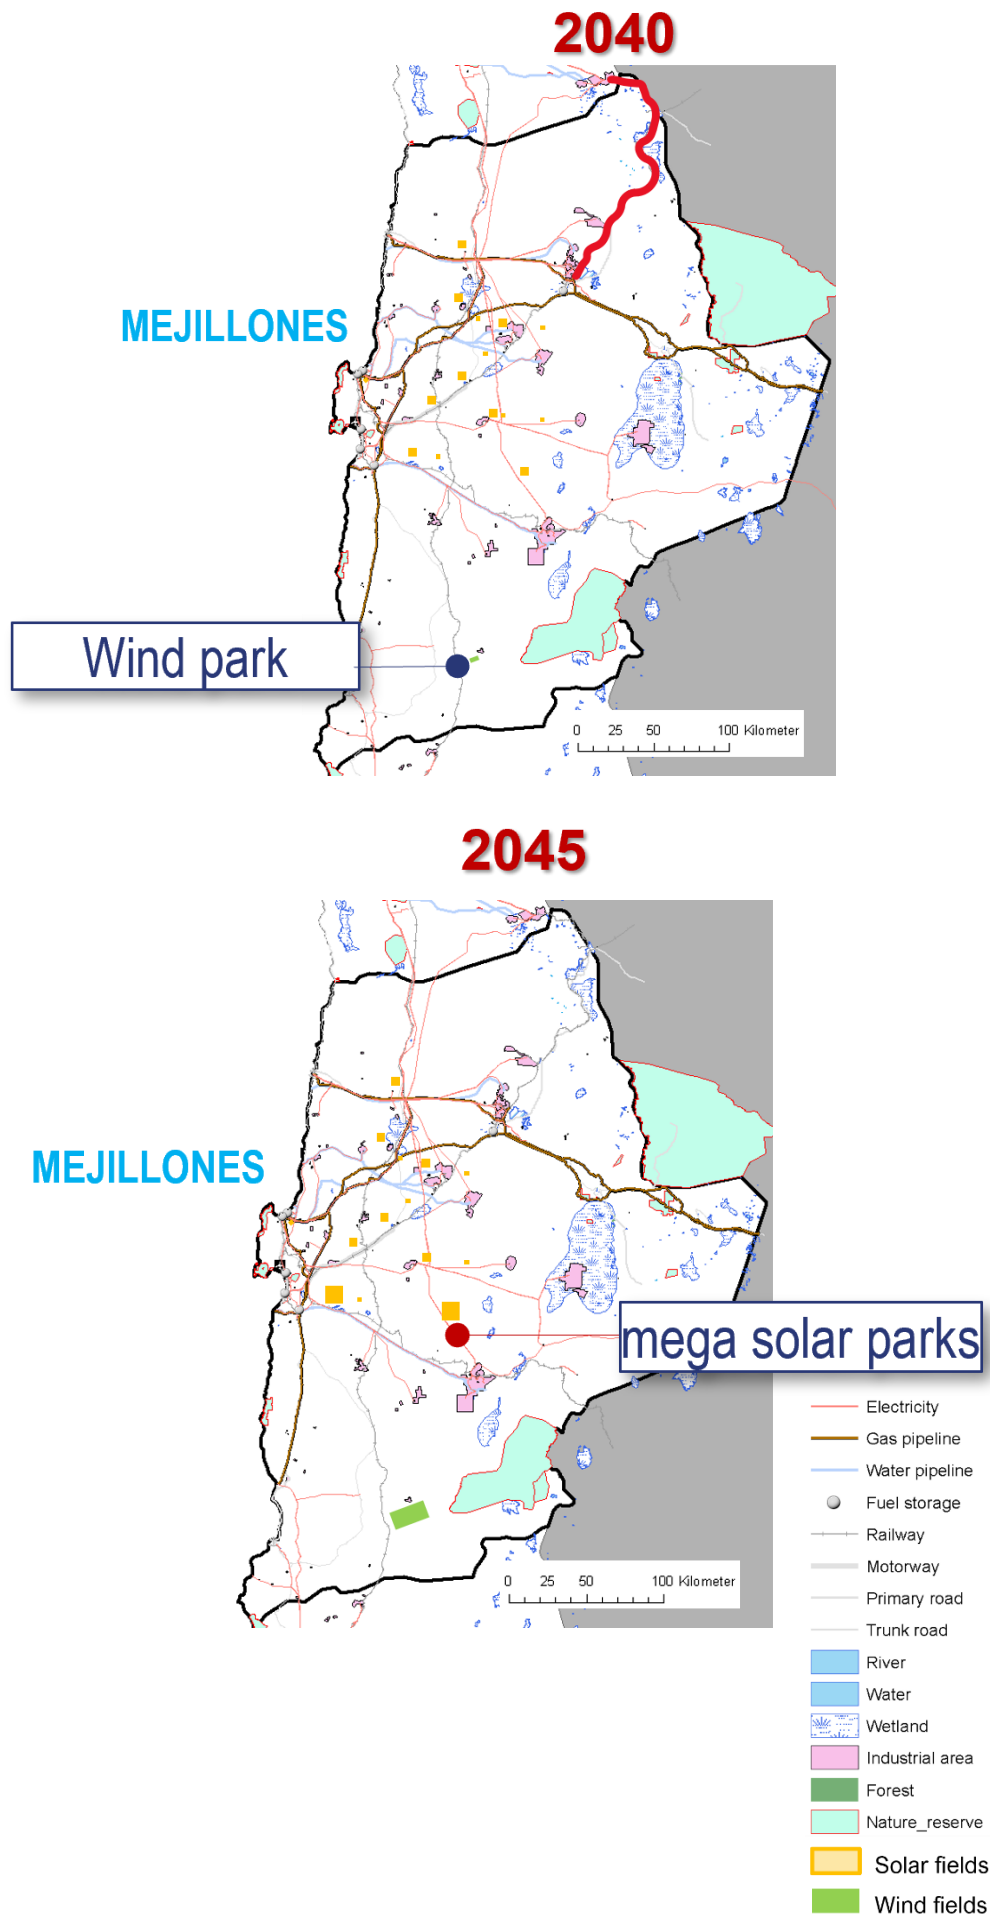 2040
MEJILLONES
Wind park
0 25 50 100 Kilometer
2045
MEJILLONES
mega solar parks
Electricity
Gas pipeline
Water pipeline
Fuel storage
Railway
Motorway
Primary road
Trunk road
0 25 50 100 Kilometer
River
Water
Wetland
Industrial area
Forest
Nature_reserve
Solar fields
Wind fields